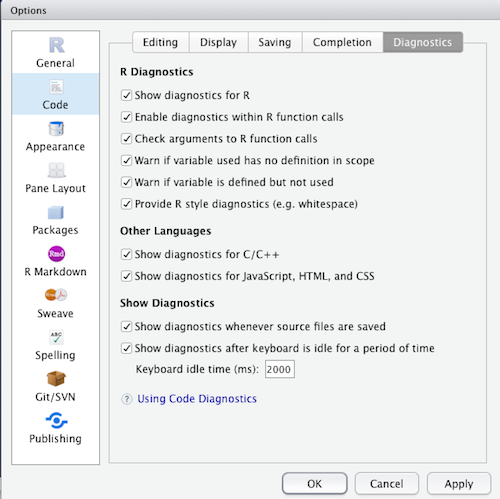 Options
R
General
Code
Appearance
Pane Layout
Packages
Rmd
R Markdown
Sweave
ABC
Spelling
Git/SVN
Publishing
Editing Display Saving Completion Diagnostics
R Diagnostics
Show diagnostics for R
Enable diagnostics within R function calls
Check arguments to R function calls
Warn if variable used has no definition in scope
Warn if variable is defined but not used
Provide R style diagnostics (e.g. whitespace)
Other Languages
Show diagnostics for C/C++
Show diagnostics for JavaScript, HTML, and CSS
Show Diagnostics
Show diagnostics whenever source files are saved
Show diagnostics after keyboard is idle for a period of time
Keyboard idle time (ms): 2000
? Using Code Diagnostics
OK Cancel Apply